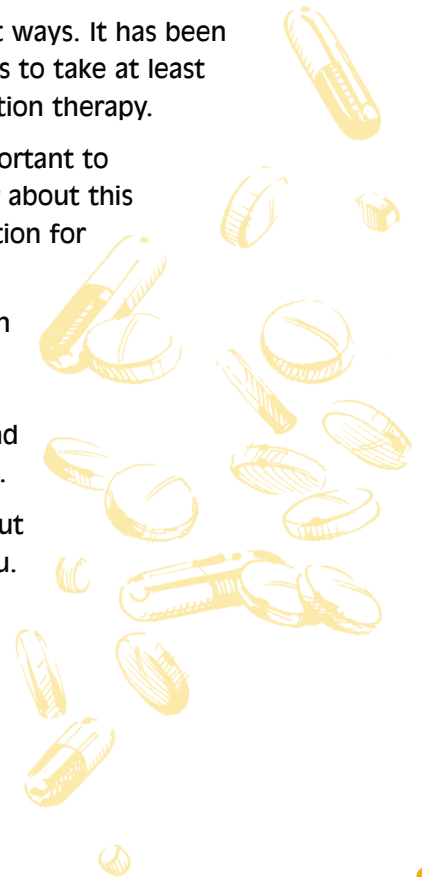 t ways. It has been
s to take at least
tion therapy.
ortant to
about this
tion for
n
nd
.
ut
u.